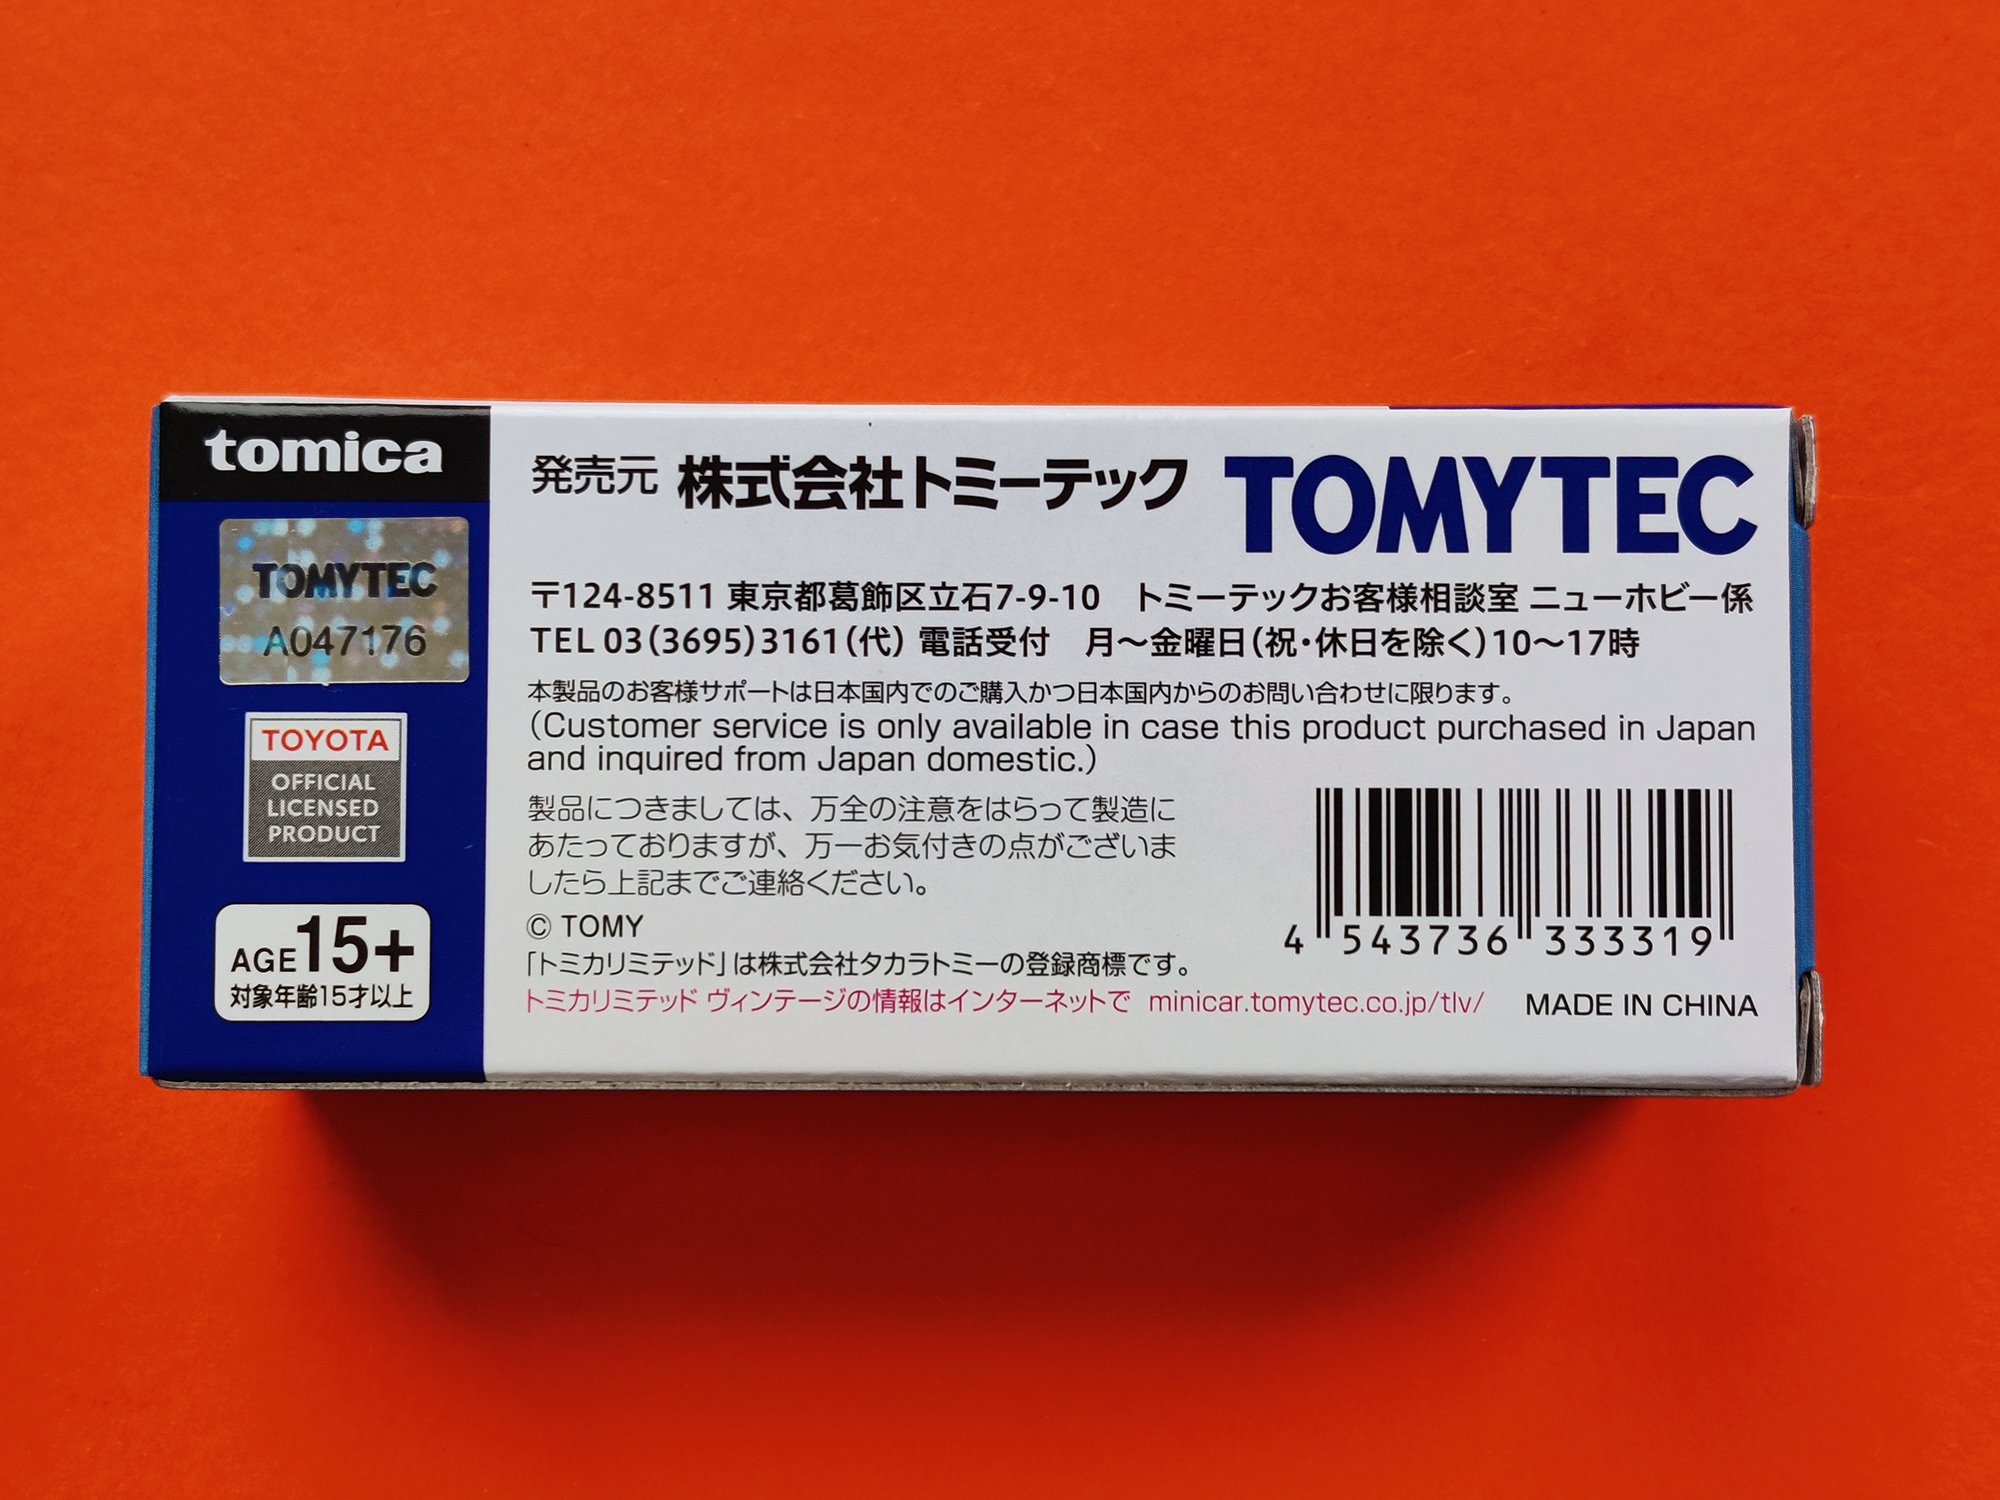 tomica
TOMYTEC
A047176
TOYOTA
OFFICIAL
LICENSED
PRODUCT
AGE15+
対象年齢15才以上
発売元 株式会社トミーテック TOMYTEC
〒124-8511 東京都葛飾区立石7-9-10 トミーテックお客様相談室 ニューホビー係
TEL 03(3695)3161(代) 電話受付 月〜金曜日(祝・休日を除く)10〜17時
本製品のお客様サポートは日本国内でのご購入かつ日本国内からのお問い合わせに限ります。
(Customer service is only available in case this product purchased in Japan
and inquired from Japan domestic.)
製品につきましては、万全の注意をはらって製造に
あたっておりますが、万一お気付きの点がございま
したら上記までご連絡ください。
© TOMY
「トミカリミテッド」は株式会社タカラトミーの登録商標です。
トミカリミテッド ヴィンテージの情報はインターネットで minicar.tomytec.co.jp/tlv/
4 543736 333319
MADE IN CHINA